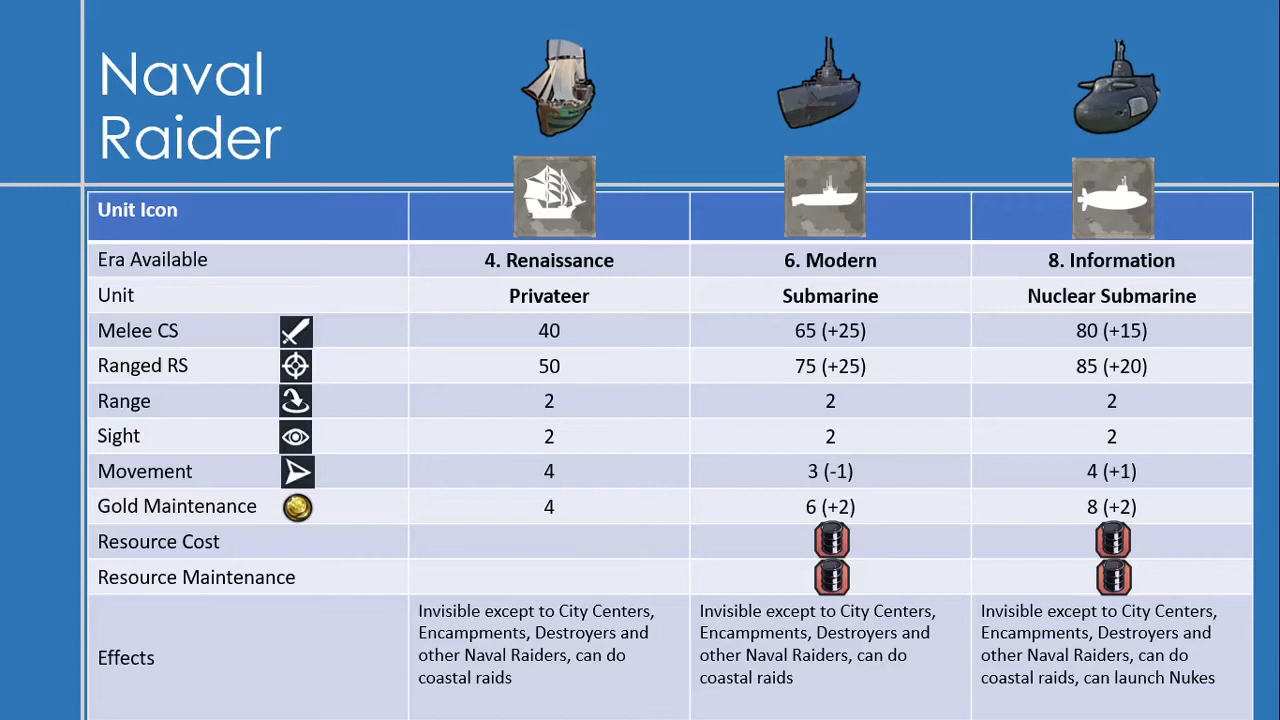 Naval
Raider
Unit Icon
Era Available 4. Renaissance 6. Modern 8. Information
Unit Privateer Submarine Nuclear Submarine
Melee CS 40 65 (+25) 80 (+15)
Ranged RS 50 75 (+25) 85 (+20)
Range 2 2 2
Sight 2 2 2
Movement 4 3 (-1) 4 (+1)
Gold Maintenance 4 6 (+2) 8 (+2)
Resource Cost
Resource Maintenance
Effects
Invisible except to City Centers,
Encampments, Destroyers and
other Naval Raiders, can do
coastal raids
Invisible except to City Centers,
Encampments, Destroyers and
other Naval Raiders, can do
coastal raids
Invisible except to City Centers,
Encampments, Destroyers and
other Naval Raiders, can do
coastal raids, can launch Nukes